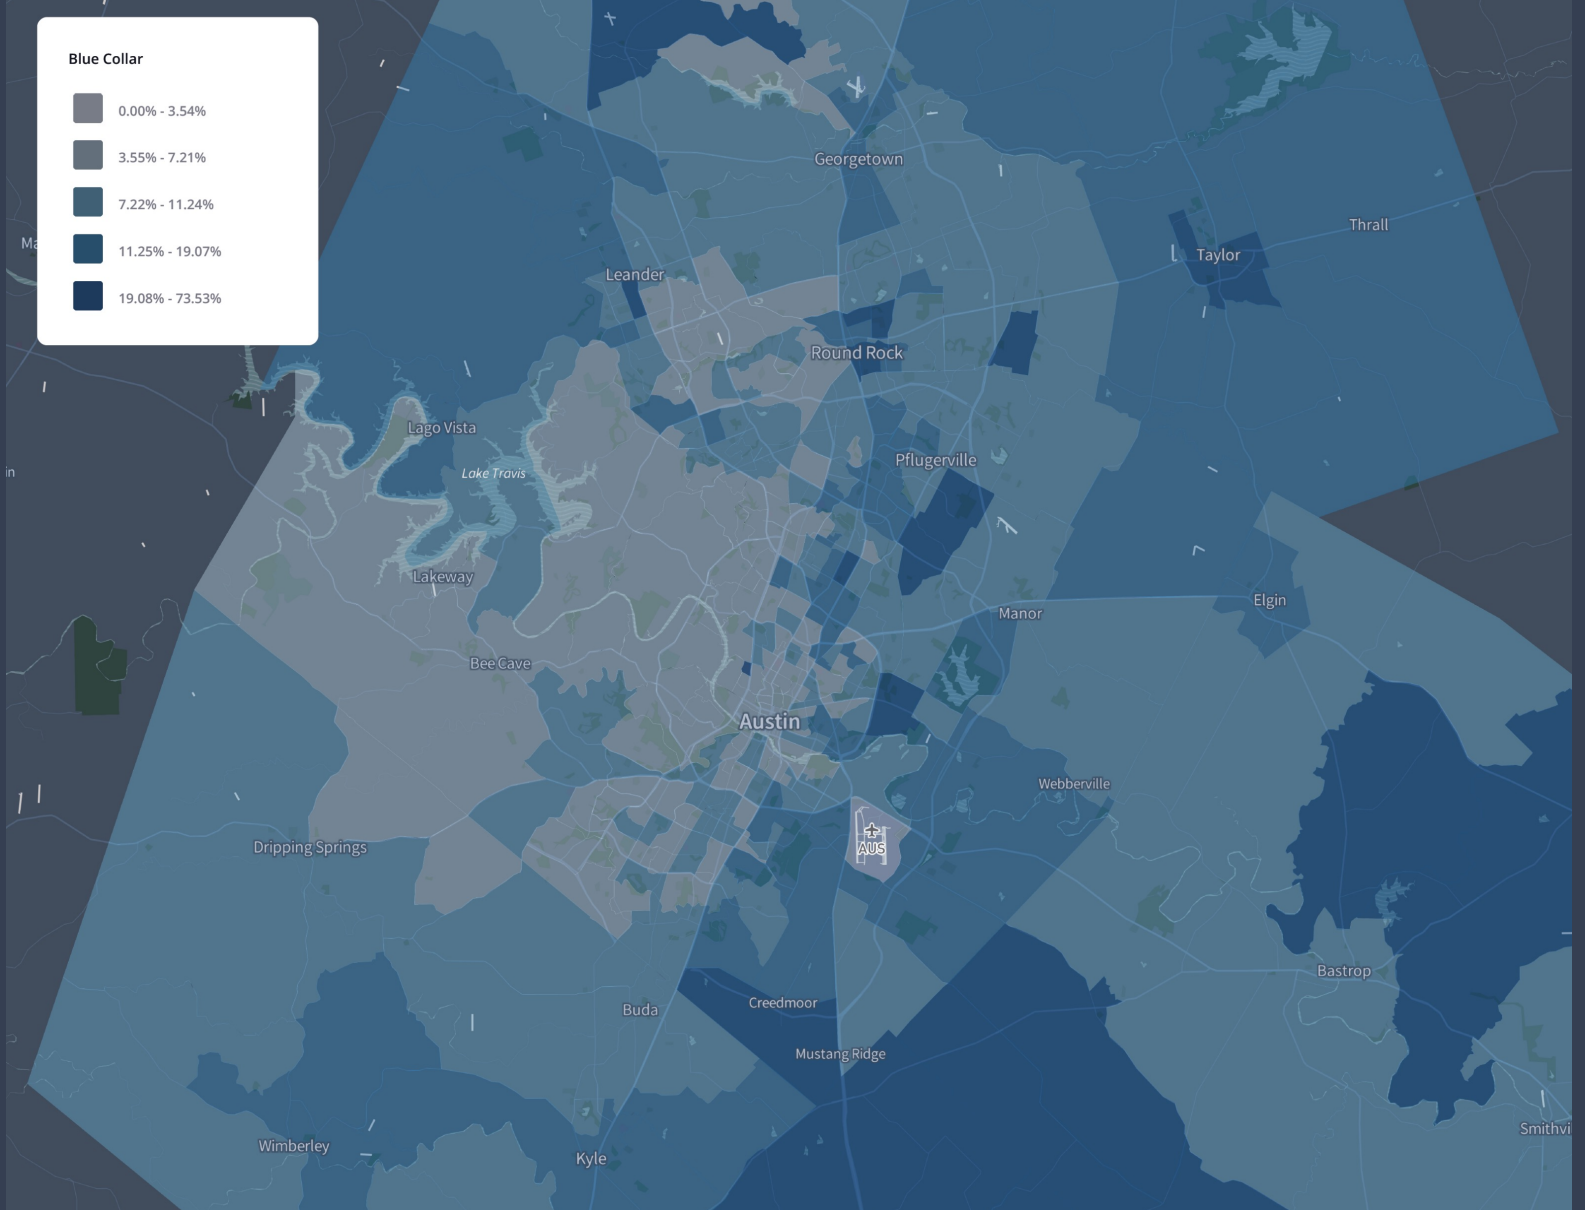 Blue Collar
0.00% - 3.54%
3.55% - 7.21%
7.22% - 11.24%
11.25% - 19.07%
19.08% - 73.53%
Georgetown
Thrall
Taylor
Leander
Round Rock
Lago Vista
Pflugerville
Lake Travis
Lakeway
Manor
Elgin
Bee Cave
Austin
Webberville
AUS
Dripping Springs
Bastrop
Creedmoor
Buda
Mustang Ridge
Smithvi
Wimberley
Kyle